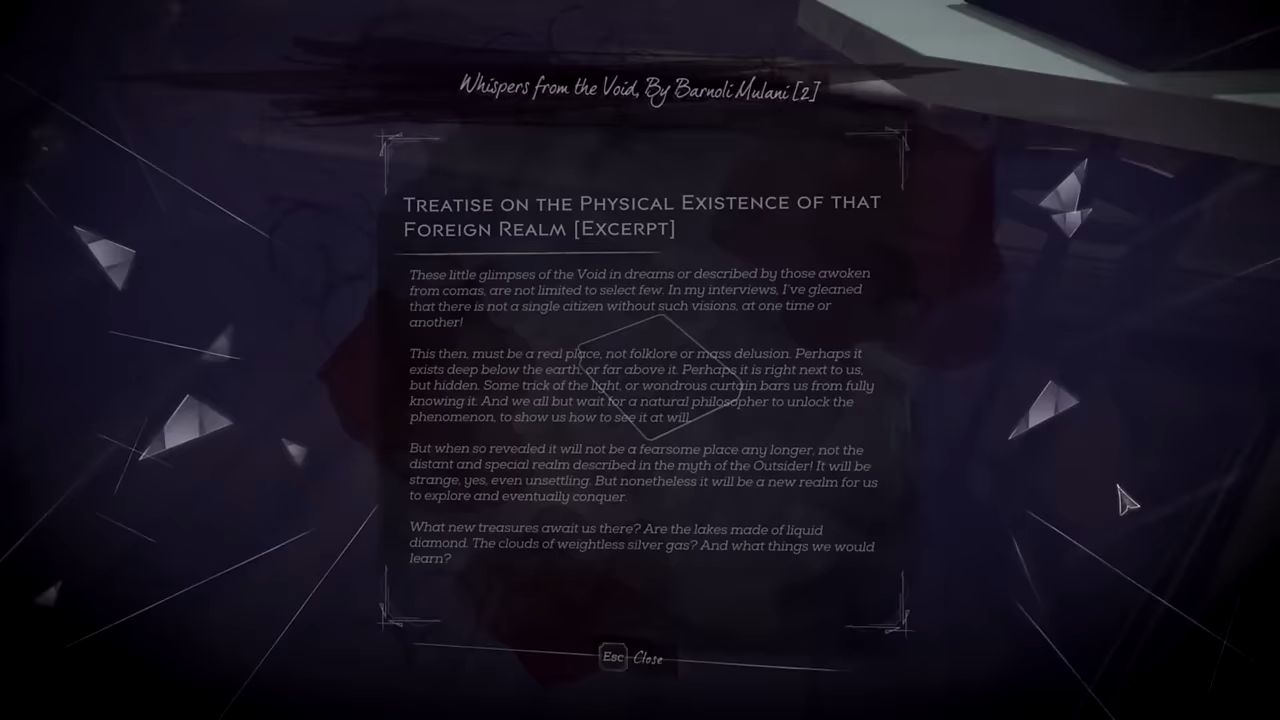 Whispers from the Void, By Barnoli Mulani [2]
Treatise on the Physical Existence of that
Foreign Realm [Excerpt]
These little glimpses of the Void in dreams or described by those awoken
from comas, are not limited to select few. In my interviews, I've gleaned
that there is not a single citizen without such visions, at one time or
another!
This then, must be a real place, not folklore or mass delusion. Perhaps it
exists deep below the earth, or far above it. Perhaps it is right next to us,
but hidden. Some trick of the light, or wondrous curtain bars us from fully
knowing it. And we all but wait for a natural philosopher to unlock the
phenomenon, to show us how to see it at will.
But when so revealed it will not be a fearsome place any longer, not the
distant and special realm described in the myth of the Outsider! It will be
strange, yes, even unsettling. But nonetheless it will be a new realm for us
to explore and eventually conquer.
What new treasures await us there? Are the lakes made of liquid
diamond. The clouds of weightless silver gas? And what things we would
learn?
Esc Close